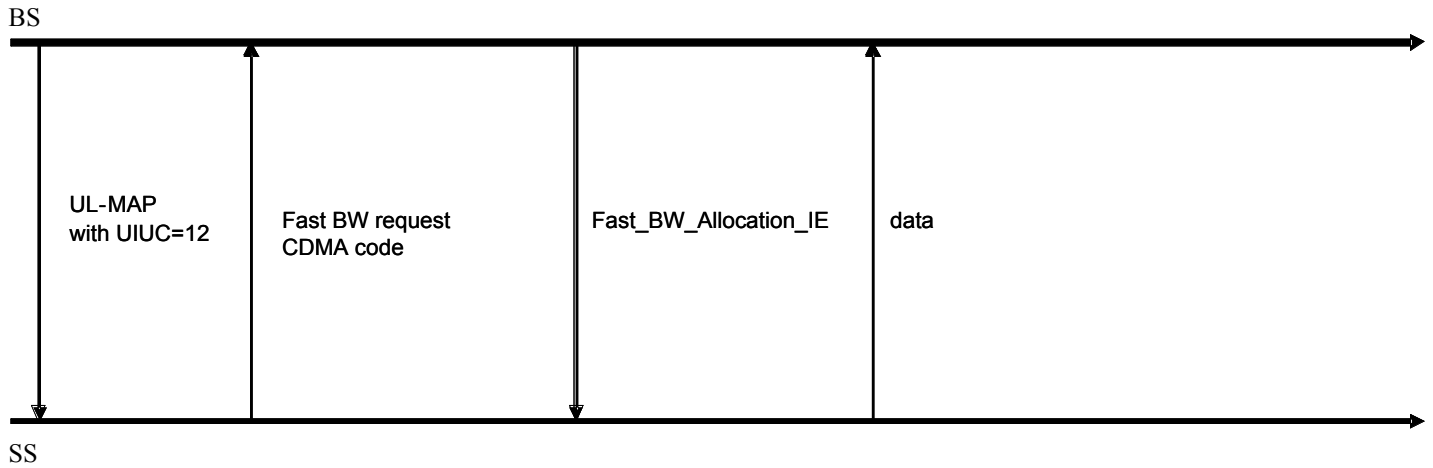 BS
UL-MAP
with UIUC=12
Fast BW request
CDMA code
Fast_BW_Allocation_IE
data
SS